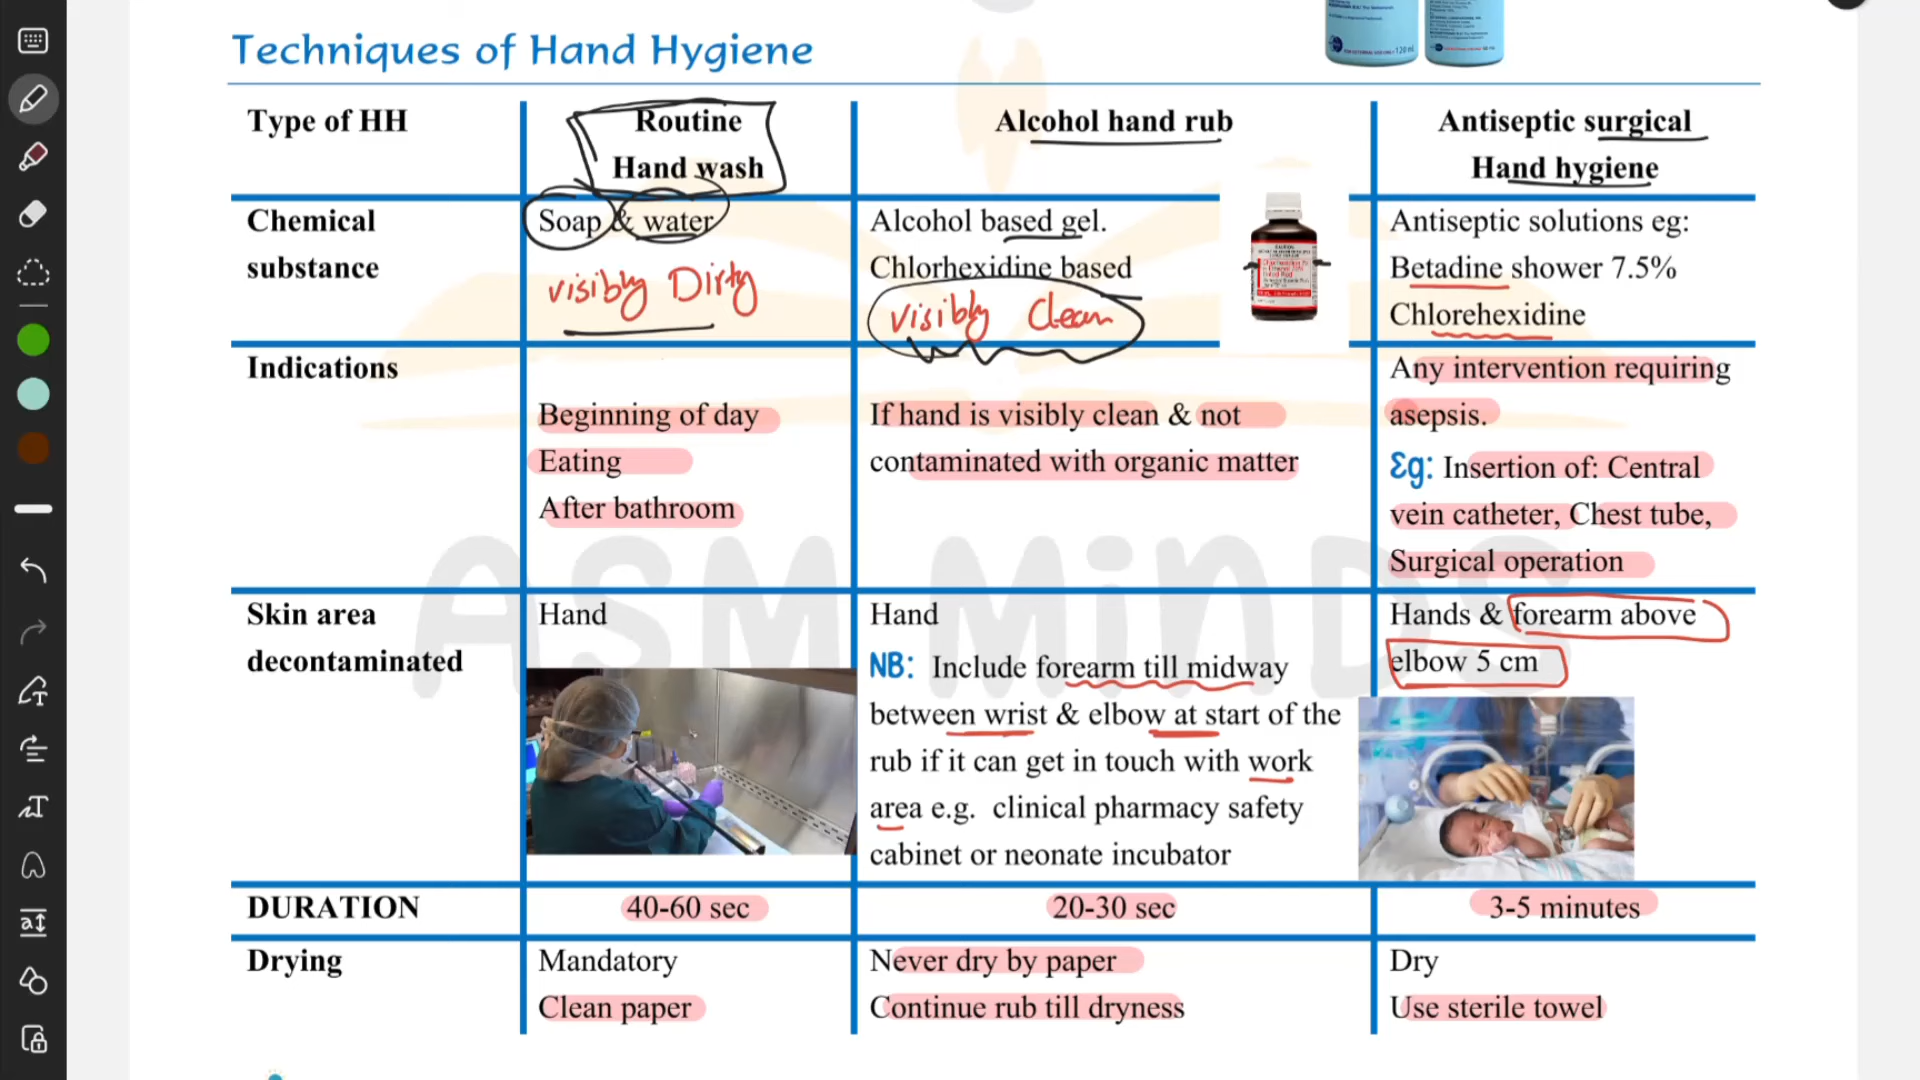 Techniques of Hand Hygiene
Type of HH
Routine
Hand wash
Alcohol hand rub
Antiseptic surgical
Hand hygiene
Chemical
substance
Soap & water
visibly Dirty
Alcohol based gel.
Chlorhexidine based
visibly Clean
Antiseptic solutions eg:
Betadine shower 7.5%
Chlorehexidine
Indications
Beginning of day
Eating
After bathroom
If hand is visibly clean & not
contaminated with organic matter
Any intervention requiring
asepsis.
Eg: Insertion of: Central
vein catheter, Chest tube,
Surgical operation
ASM MiNDS
Skin area
decontaminated
Hand
Hand
NB: Include forearm till midway
between wrist & elbow at start of the
rub if it can get in touch with work
area e.g. clinical pharmacy safety
cabinet or neonate incubator
Hands & forearm above
elbow 5 cm
DURATION
40-60 sec
20-30 sec
3-5 minutes
Drying
Mandatory
Clean paper
Never dry by paper
Continue rub till dryness
Dry
Use sterile towel